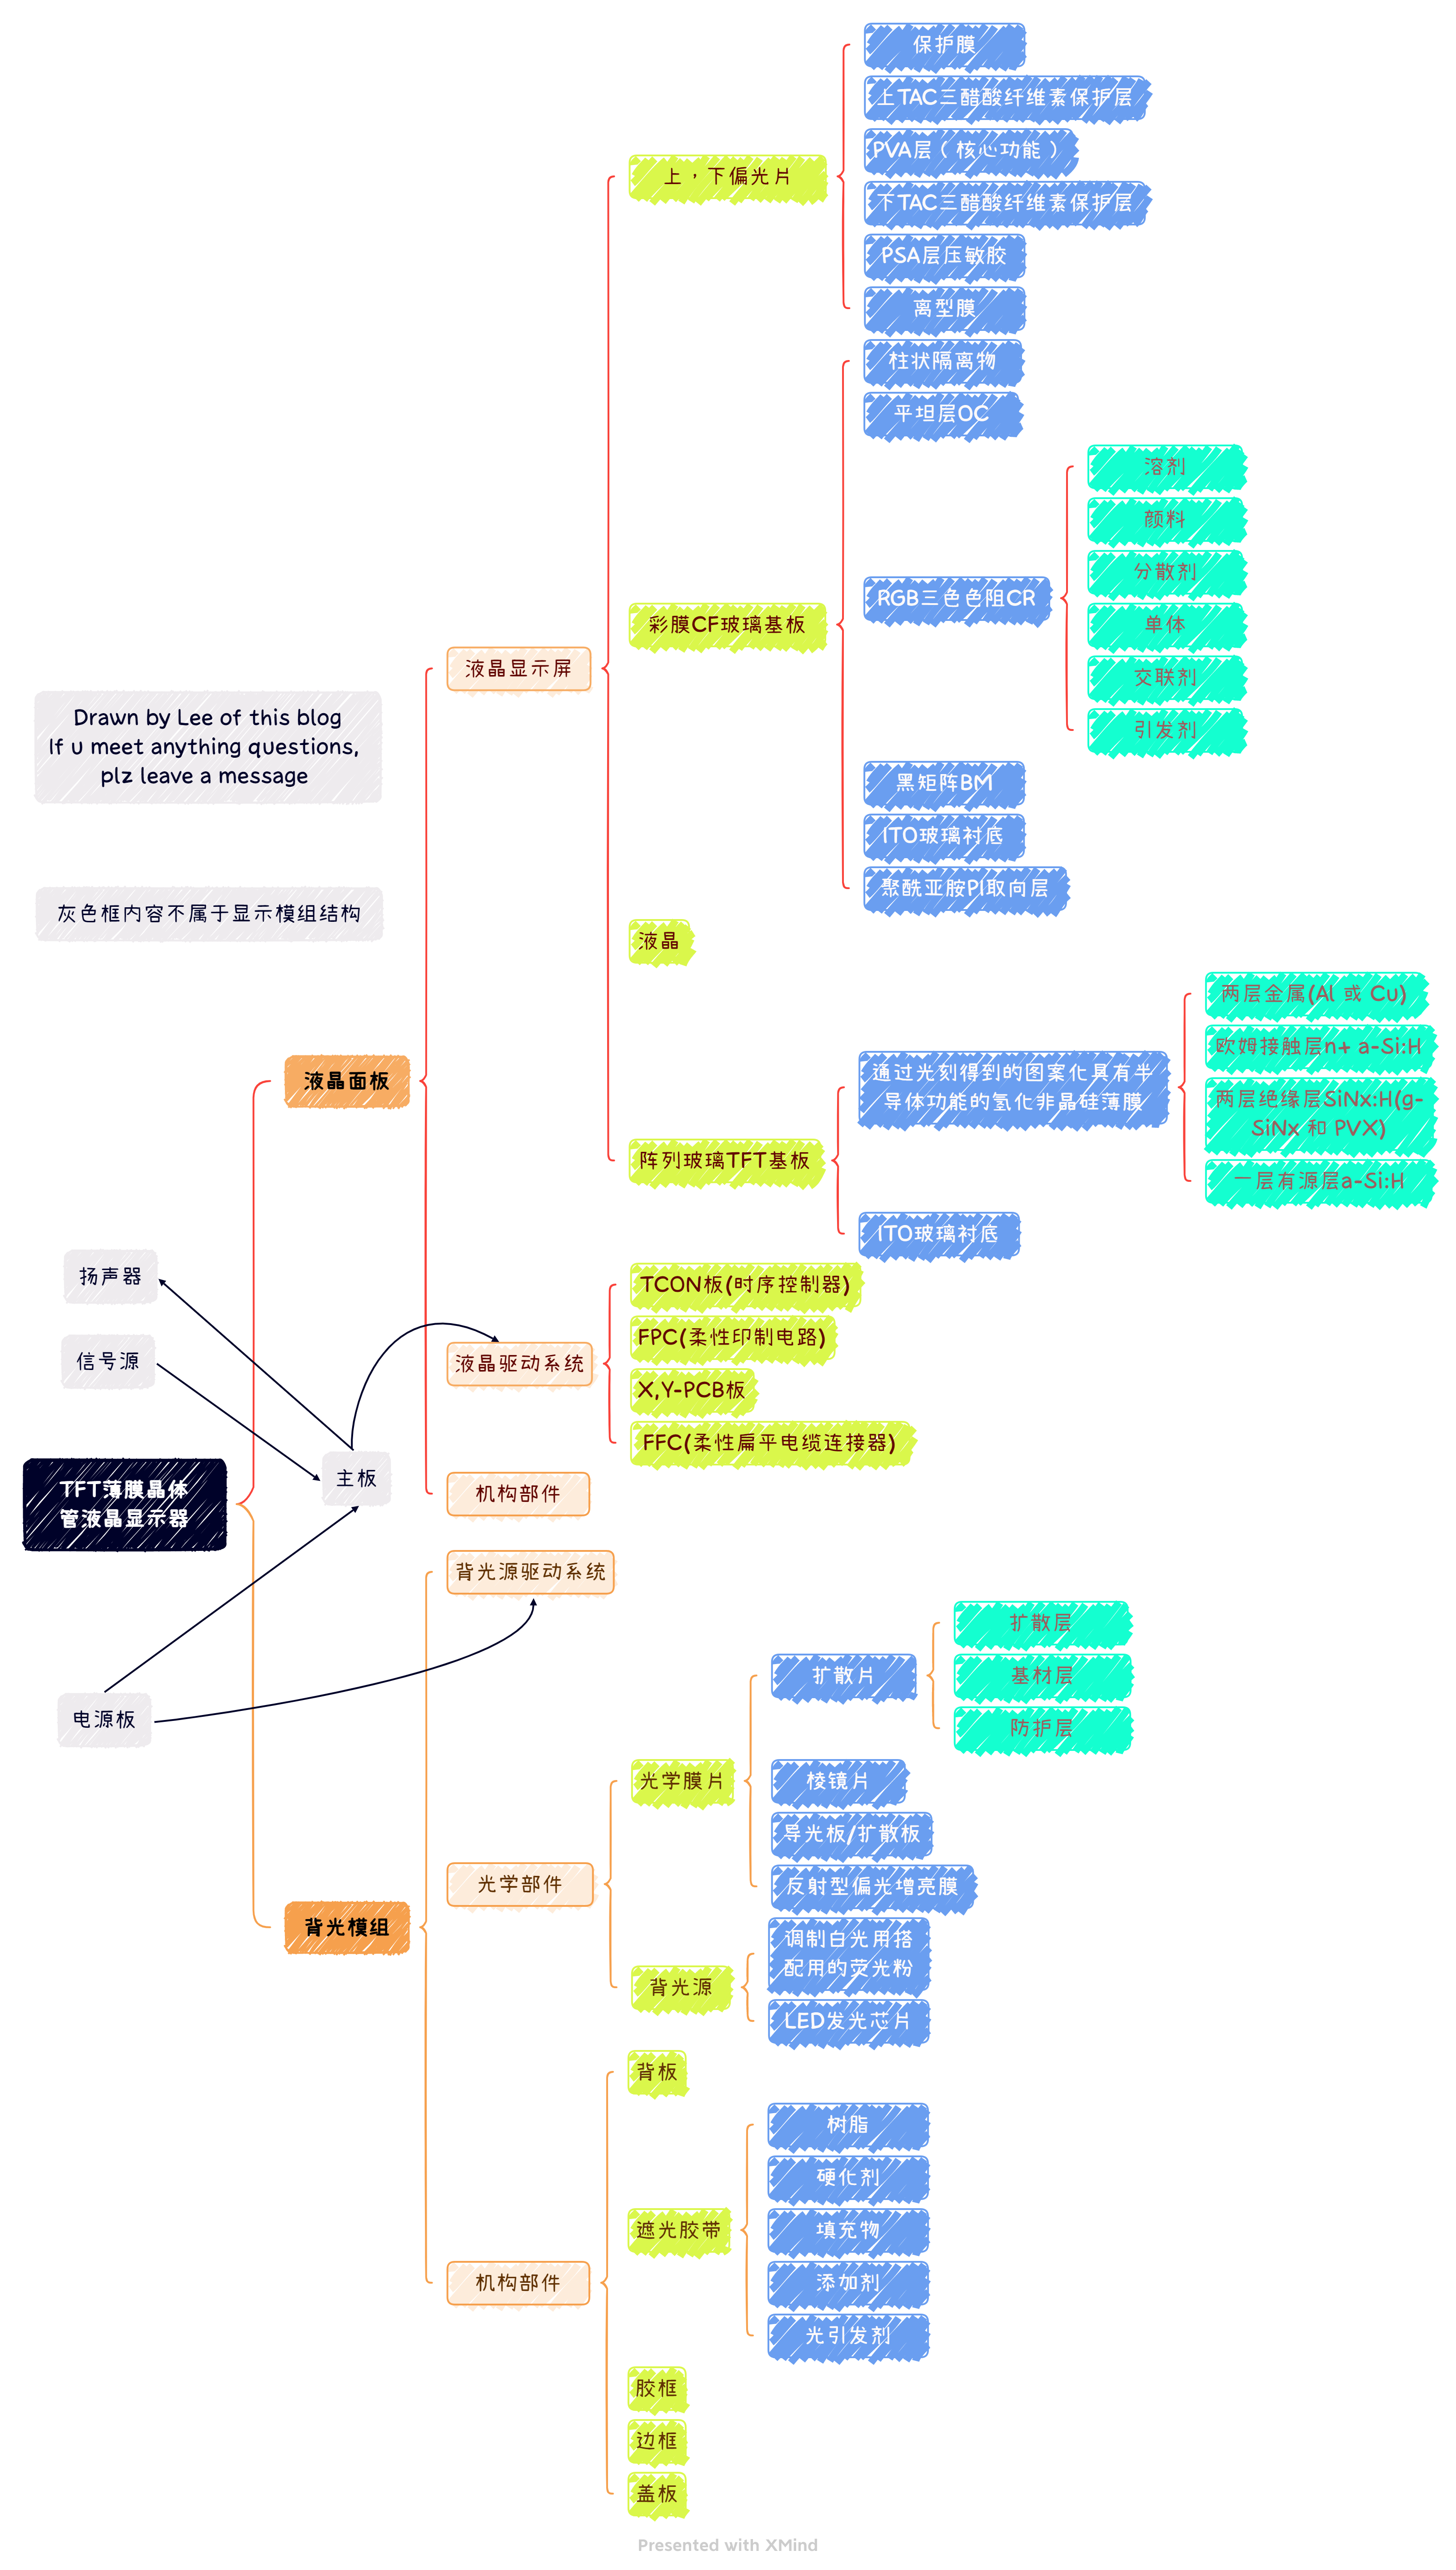 保护膜
上TAC三醋酸纤维素保护层
PVA层（核心功能）
上，下偏光片
下TAC三醋酸纤维素保护层
PSA层压敏胶
离型膜
柱状隔离物
平坦层OC
溶剂
颜料
分散剂
RGB三色色阻CR
彩膜CF玻璃基板
单体
交联剂
引发剂
液晶显示屏
Drawn by Lee of this blog
If u meet anything questions,
plz leave a message
黑矩阵BM
ITO玻璃衬底
聚酰亚胺PI取向层
灰色框内容不属于显示模组结构
液晶
两层金属(Al 或 Cu)
欧姆接触层n+ a-Si:H
通过光刻得到的图案化具有半
导体功能的氢化非晶硅薄膜
两层绝缘层SiNx:H(g-
SiNx 和 PVX)
一层有源层a-Si:H
液晶面板
阵列玻璃TFT基板
ITO玻璃衬底
扬声器
TCON板(时序控制器)
FPC(柔性印制电路)
信号源
液晶驱动系统
X,Y-PCB板
FFC(柔性扁平电缆连接器)
主板
机构部件
TFT薄膜晶体
管液晶显示器
背光源驱动系统
扩散层
扩散片
基材层
防护层
电源板
光学膜片
棱镜片
导光板/扩散板
光学部件
反射型偏光增亮膜
背光模组
调制白光用搭
配用的荧光粉
背光源
LED发光芯片
背板
树脂
硬化剂
遮光胶带
填充物
机构部件
添加剂
光引发剂
胶框
边框
盖板
Presented with XMind